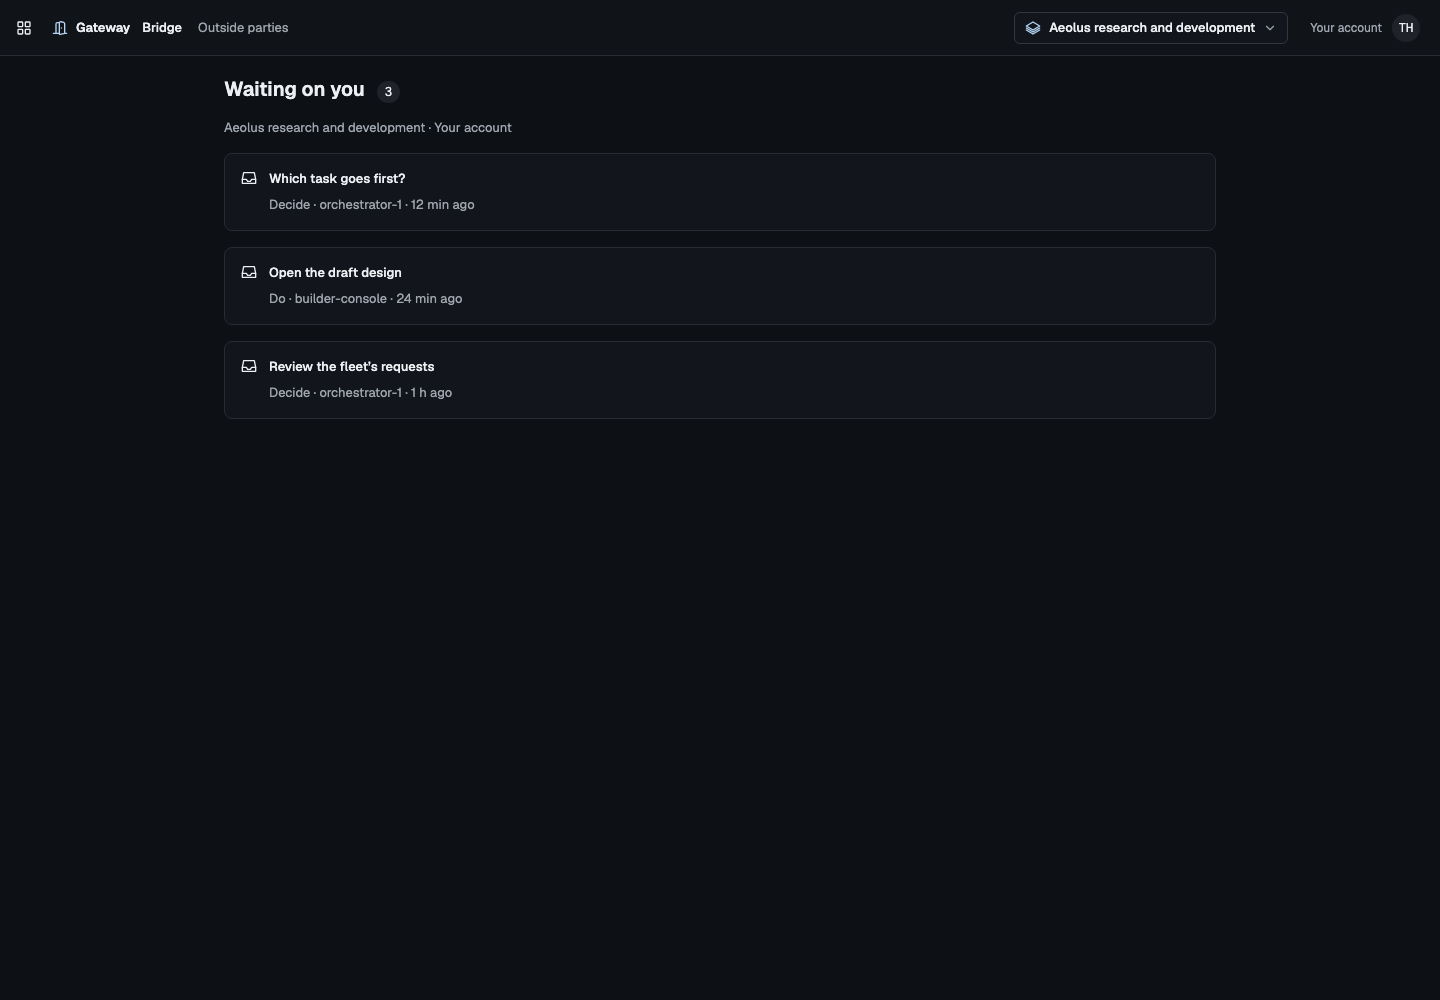 Gateway Bridge Outside parties Aeolus research and development Your account TH
Waiting on you 3
Aeolus research and development · Your account
Which task goes first?
Decide · orchestrator-1 · 12 min ago
Open the draft design
Do · builder-console · 24 min ago
Review the fleet's requests
Decide · orchestrator-1 · 1 h ago